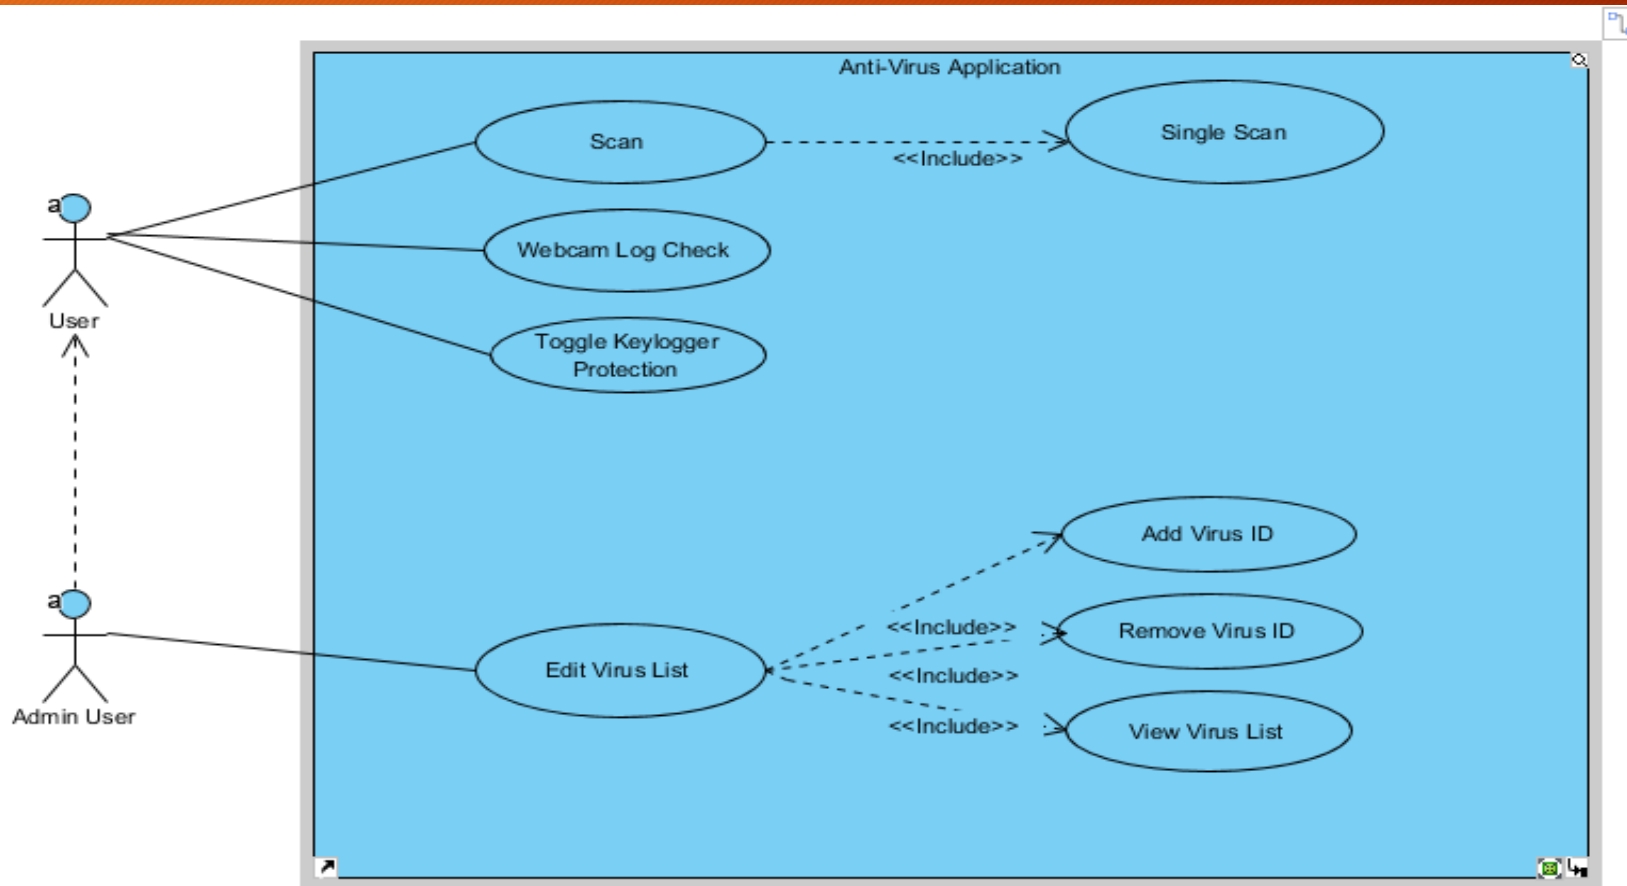 Anti-Virus Application
Scan
<<Include>>
Single Scan
Webcam Log Check
Toggle Keylogger
Protection
a
User
Add Virus ID
<<Include>>
Remove Virus ID
a
Edit Virus List
<<Include>>
Admin User
<<Include>>
View Virus List